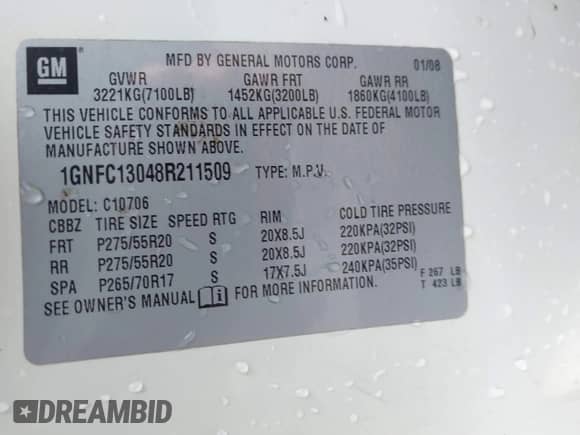 GM
MFD BY GENERAL MOTORS CORP. 01/08
GVWR GAWR FRT GAWR RR
3221KG(7100LB) 1452KG(3200LB) 1860KG(4100LB)
THIS VEHICLE CONFORMS TO ALL APPLICABLE U.S. FEDERAL MOTOR
VEHICLE SAFETY STANDARDS IN EFFECT ON THE DATE OF
MANUFACTURE SHOWN ABOVE.
1GNFC13048R211509 TYPE: M.P.V.
MODEL: C10706
CBBZ TIRE SIZE SPEED RTG RIM COLD TIRE PRESSURE
FRT P275/55R20 S 20X8.5J 220KPA(32PSI)
RR P275/55R20 S 20X8.5J 220KPA(32PSI)
SPA P265/70R17 S 17X7.5J 240KPA(35PSI) F 267 LB
T 423 LB
SEE OWNER'S MANUAL FOR MORE INFORMATION.
DREAMBID